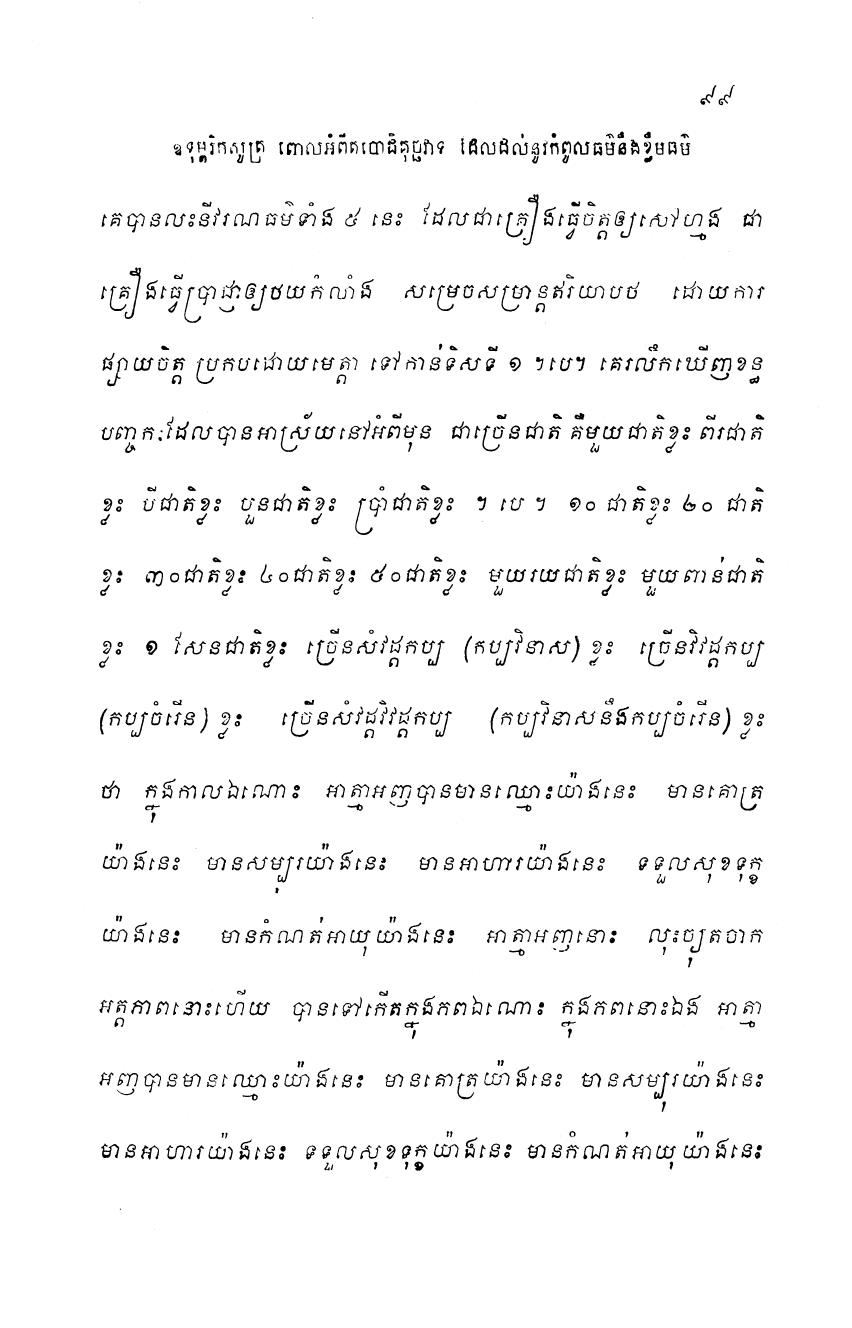 ៩៩
ឧទុម្ពរិកសូត្រ ពោលអំពីតបោជិគុច្ឆវាទ ដែលដល់នូវកំពូលធម៌នឹងខ្លឹមធម៌
គេបានលះនីវរណធម៌ទាំង ៥ នេះ ដែលជាគ្រឿងធ្វើចិត្តឲ្យសៅហ្មង ជា
គ្រឿងធ្វើប្រាជ្ញាឲ្យថយកំលាំង សម្រេចសម្រាន្តឥរិយាបថ ដោយការ
ផ្សាយចិត្ត ប្រកបដោយមេត្តា ទៅកាន់ទិសទី ១ ។បេ។ គេរលឹកឃើញខន្ធ
បញ្ចកៈដែលបានអាស្រ័យនៅអំពីមុន ជាច្រើនជាតិ គឺមួយជាតិខ្លះ ពីរជាតិ
ខ្លះ បីជាតិខ្លះ បួនជាតិខ្លះ ប្រាំជាតិខ្លះ ។ បេ ។ ១០ ជាតិខ្លះ ២០ ជាតិ
ខ្លះ ៣០ជាតិខ្លះ ៤០ជាតិខ្លះ ៥០ជាតិខ្លះ មួយរយជាតិខ្លះ មួយពាន់ជាតិ
ខ្លះ ១ សែនជាតិខ្លះ ច្រើនសំវដ្តកប្ប (កប្បវិនាស) ខ្លះ ច្រើនវិវដ្តកប្ប
(កប្បចំរើន) ខ្លះ ច្រើនសំវដ្តវិវដ្តកប្ប (កប្បវិនាសនឹងកប្បចំរើន) ខ្លះ
ថា ក្នុងកាលឯណោះ អាត្មាអញបានមានឈ្មោះយ៉ាងនេះ មានគោត្រ
យ៉ាងនេះ មានសម្បុរយ៉ាងនេះ មានអាហារយ៉ាងនេះ ទទួលសុខទុក្ខ
យ៉ាងនេះ មានកំណត់អាយុយ៉ាងនេះ អាត្មាអញនោះ លុះច្យុតចាក
អត្តភាពនោះហើយ បានទៅកើតក្នុងភពឯណោះ ក្នុងភពនោះឯង អាត្មា
អញបានមានឈ្មោះយ៉ាងនេះ មានគោត្រយ៉ាងនេះ មានសម្បុរយ៉ាងនេះ
មានអាហារយ៉ាងនេះ ទទួលសុខទុក្ខយ៉ាងនេះ មានកំណត់អាយុយ៉ាងនេះ